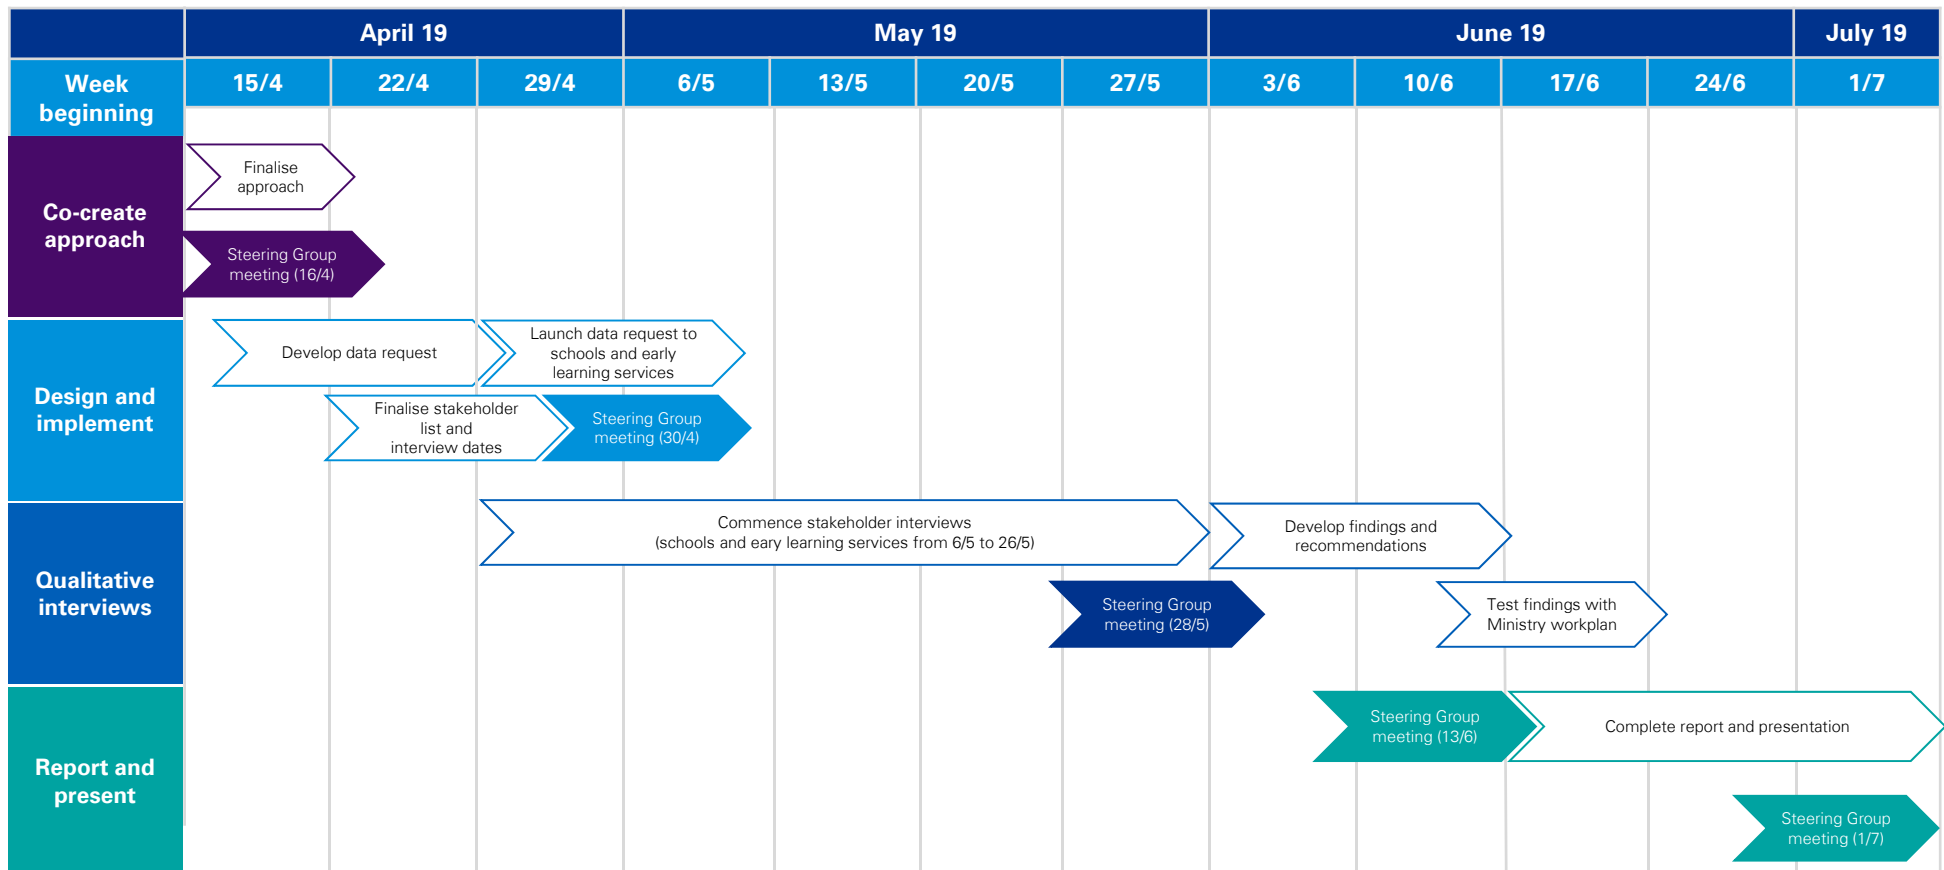 April 19
May 19
June 19
July 19
Week
beginning
15/4
22/4
29/4
6/5
13/5
20/5
27/5
3/6
10/6
17/6
24/6
1/7
Co-create
approach
Finalise
approach
Steering Group
meeting (16/4)
Design and
implement
Develop data request
Launch data request to
schools and early
learning services
Finalise stakeholder
list and
interview dates
Steering Group
meeting (30/4)
Qualitative
interviews
Commence stakeholder interviews
(schools and eary learning services from 6/5 to 26/5)
Develop findings and
recommendations
Steering Group
meeting (28/5)
Test findings with
Ministry workplan
Report and
present
Steering Group
meeting (13/6)
Complete report and presentation
Steering Group
meeting (1/7)